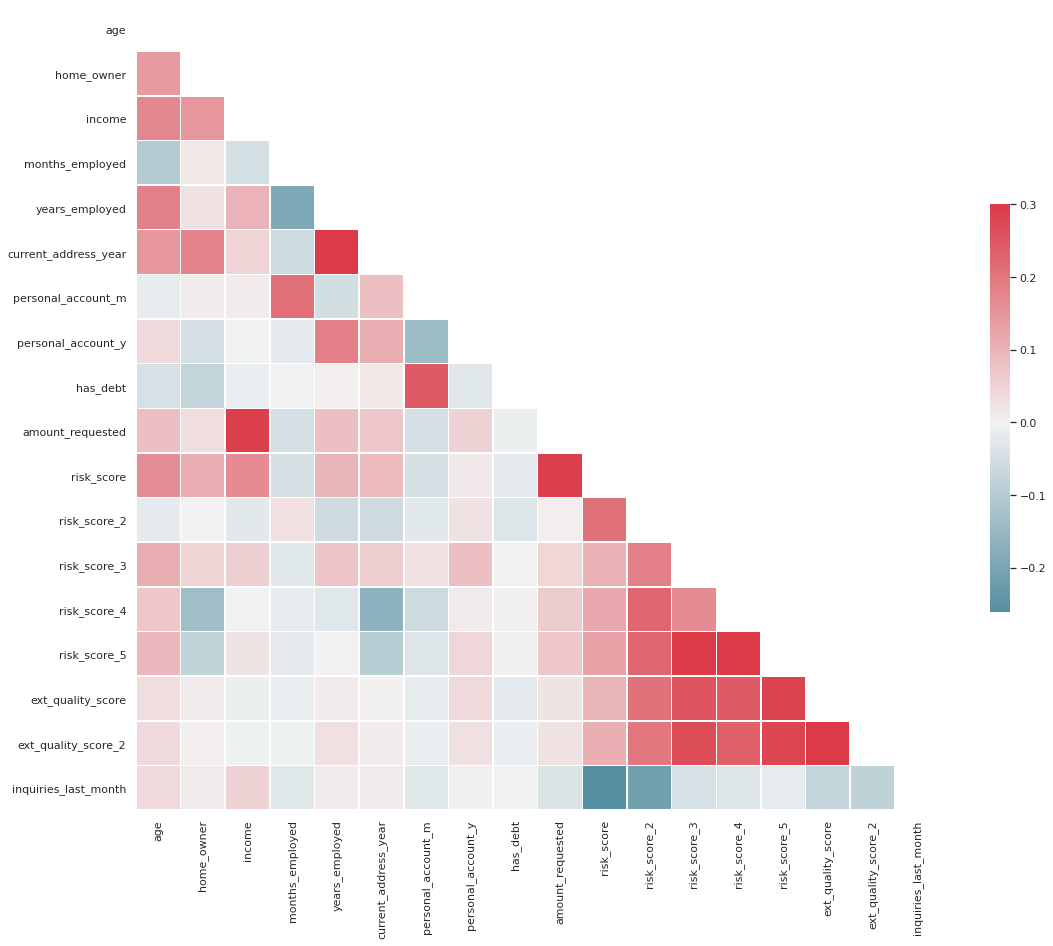 age
home_owner
income
months_employed
years_employed
current_address_year
personal_account_m
personal_account_y
has_debt
amount_requested
risk_score
risk_score_2
risk_score_3
risk_score_4
risk_score_5
ext_quality_score
ext_quality_score_2
inquiries_last_month
age
home_owner
income
months_employed
years_employed
current_address_year
personal_account_m
personal_account_y
has_debt
amount_requested
risk_score
risk_score_2
risk_score_3
risk_score_4
risk_score_5
ext_quality_score
ext_quality_score_2
inquiries_last_month
0.3
0.2
0.1
0.0
−0.1
−0.2